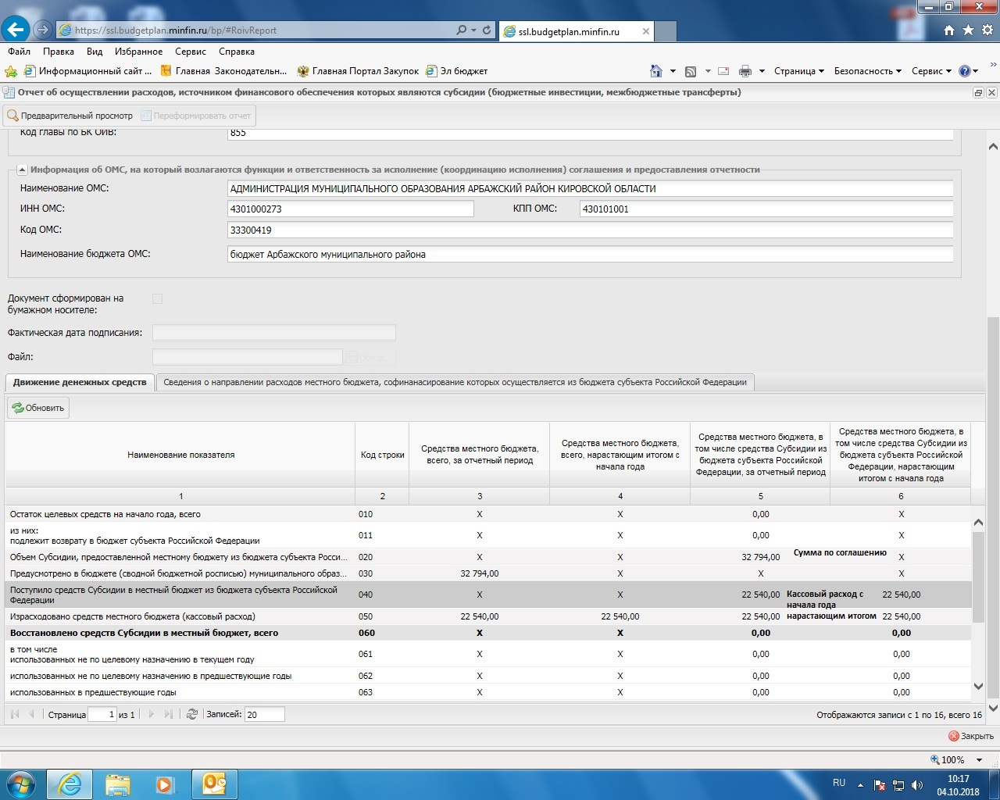 https://ssl.budgetplan.minfin.ru/bp/#RoivReport
ssl.budgetplan.minfin.ru
Файл Правка Вид Избранное Сервис Справка
Информационный сайт ... Главная Законодательн... Главная Портал Закупок Эл бюджет Страница Безопасность Сервис
Отчет об осуществлении расходов, источником финансового обеспечения которых являются субсидии (бюджетные инвестиции, межбюджетные трансферты)
Предварительный просмотр Переформировать отчет
Код главы по БК ОИВ: 855
Информация об ОМС, на который возлагаются функции и ответственность за исполнение (координацию исполнения) соглашения и предоставления отчетности
Наименование ОМС: АДМИНИСТРАЦИЯ МУНИЦИПАЛЬНОГО ОБРАЗОВАНИЯ АРБАЖСКИЙ РАЙОН КИРОВСКОЙ ОБЛАСТИ
ИНН ОМС: 4301000273 КПП ОМС: 430101001
Код ОМС: 33300419
Наименование бюджета ОМС: бюджет Арбажского муниципального района
Документ сформирован на
бумажном носителе:
Фактическая дата подписания:
Файл: Обзор...
Движение денежных средств Сведения о направлении расходов местного бюджета, софинанасирование которых осуществляется из бюджета субъекта Российской Федерации
Обновить
Наименование показателя
Код строки
Средства местного бюджета,
всего, за отчетный период
Средства местного бюджета,
всего, нарастающим итогом с
начала года
Средства местного бюджета, в
том числе средства Субсидии из
бюджета субъекта Российской
Федерации, за отчетный период
Средства местного бюджета, в
том числе средства Субсидии из
бюджета субъекта Российской
Федерации, нарастающим
итогом с начала года
1 2 3 4 5 6
Остаток целевых средств на начало года, всего 010 X X 0,00 X
из них:
подлежит возврату в бюджет субъекта Российской Федерации 011 X X 0,00 X
Объем Субсидии, предоставленной местному бюджету из бюджета субъекта Росси... 020 X X 32 794,00 Сумма по соглашению X
Предусмотрено в бюджете (сводной бюджетной росписью) муниципального образ... 030 32 794,00 X X X
Поступило средств Субсидии в местный бюджет из бюджета субъекта Российской
Федерации 040 X X 22 540,00 Кассовый расход с
начала года 22 540,00
Израсходовано средств местного бюджета (кассовый расход) 050 22 540,00 22 540,00 22 540,00 нарастающим итогом 22 540,00
Восстановлено средств Субсидии в местный бюджет, всего 060 X X 0,00 0,00
в том числе
использованных не по целевому назначению в текущем году 061 X X 0,00 0,00
использованных не по целевому назначению в предшествующие годы 062 X X 0,00 0,00
использованных в предшествующие годы 063 X X 0,00 0,00
Страница 1 из 1 Записей: 20 Отображаются записи с 1 по 16, всего 16
Закрыть
100%
RU 10:17
04.10.2018